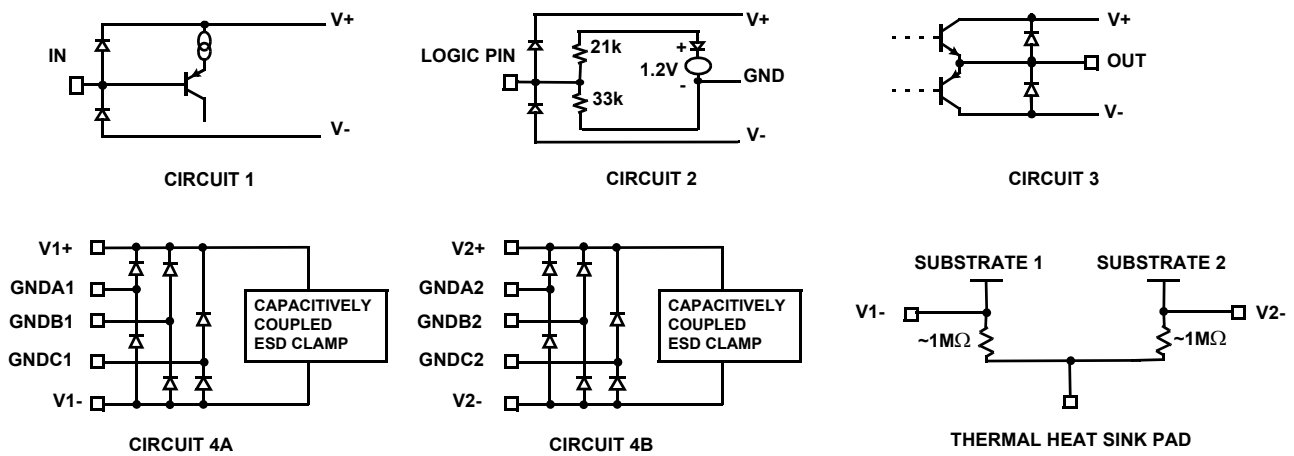 V+
IN
V-
CIRCUIT 1
V+
LOGIC PIN
21k
+
1.2V
GND
33k
-
V-
CIRCUIT 2
V+
OUT
V-
CIRCUIT 3
V1+
GNDA1
GNDB1
GNDC1
V1-
CAPACITIVELY
COUPLED
ESD CLAMP
CIRCUIT 4A
V2+
GNDA2
GNDB2
GNDC2
V2-
CAPACITIVELY
COUPLED
ESD CLAMP
CIRCUIT 4B
SUBSTRATE 1
SUBSTRATE 2
V1-
V2-
~1MΩ
~1MΩ
THERMAL HEAT SINK PAD